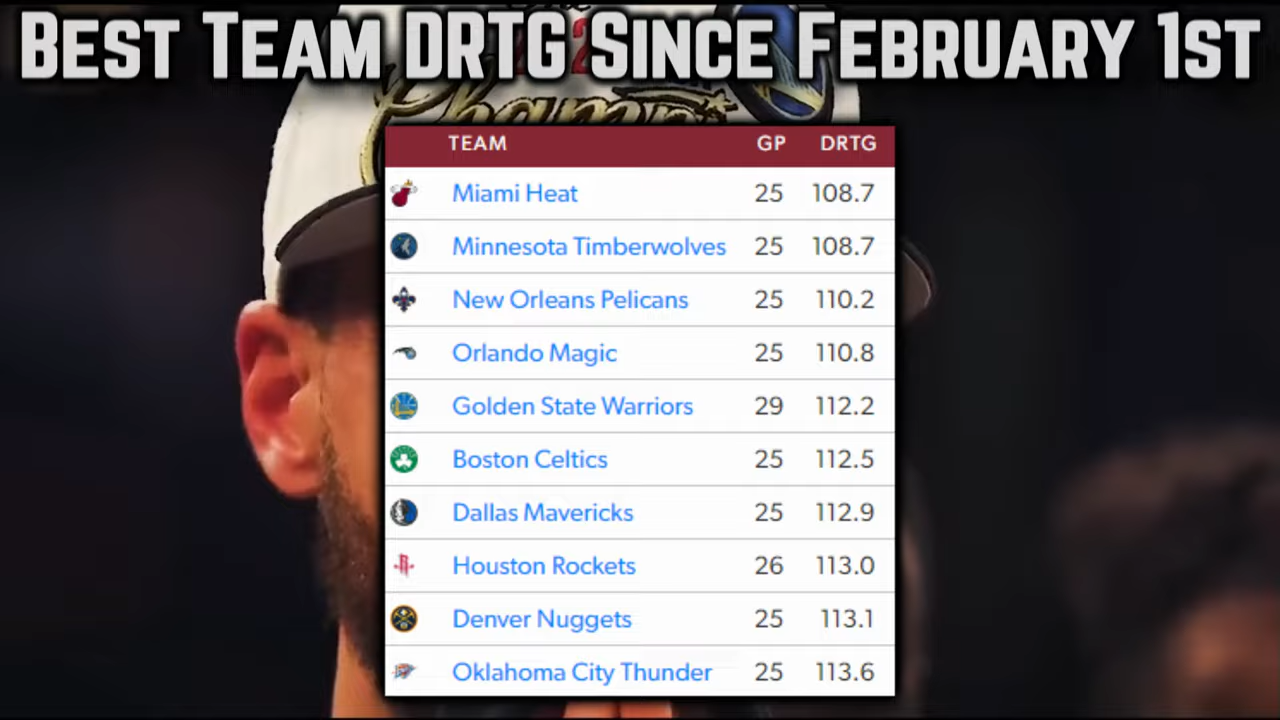 BEST TEAM DRTG SINCE FEBRUARY 1ST
Champions
TEAM GP DRTG
Miami Heat 25 108.7
Minnesota Timberwolves 25 108.7
New Orleans Pelicans 25 110.2
Orlando Magic 25 110.8
Golden State Warriors 29 112.2
Boston Celtics 25 112.5
Dallas Mavericks 25 112.9
Houston Rockets 26 113.0
Denver Nuggets 25 113.1
Oklahoma City Thunder 25 113.6